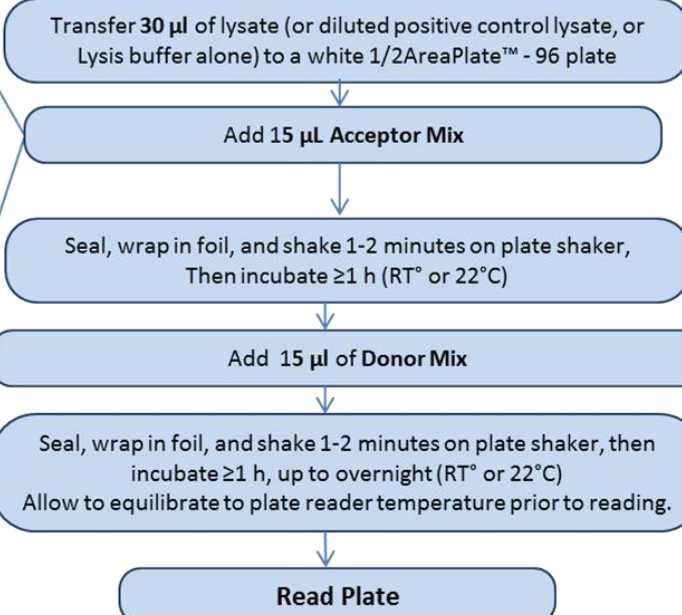 Transfer 30 µl of lysate (or diluted positive control lysate, or
Lysis buffer alone) to a white 1/2AreaPlate™ - 96 plate
Add 15 µL Acceptor Mix
Seal, wrap in foil, and shake 1-2 minutes on plate shaker,
Then incubate ≥1 h (RT° or 22°C)
Add 15 µl of Donor Mix
Seal, wrap in foil, and shake 1-2 minutes on plate shaker, then
incubate ≥1 h, up to overnight (RT° or 22°C)
Allow to equilibrate to plate reader temperature prior to reading.
Read Plate